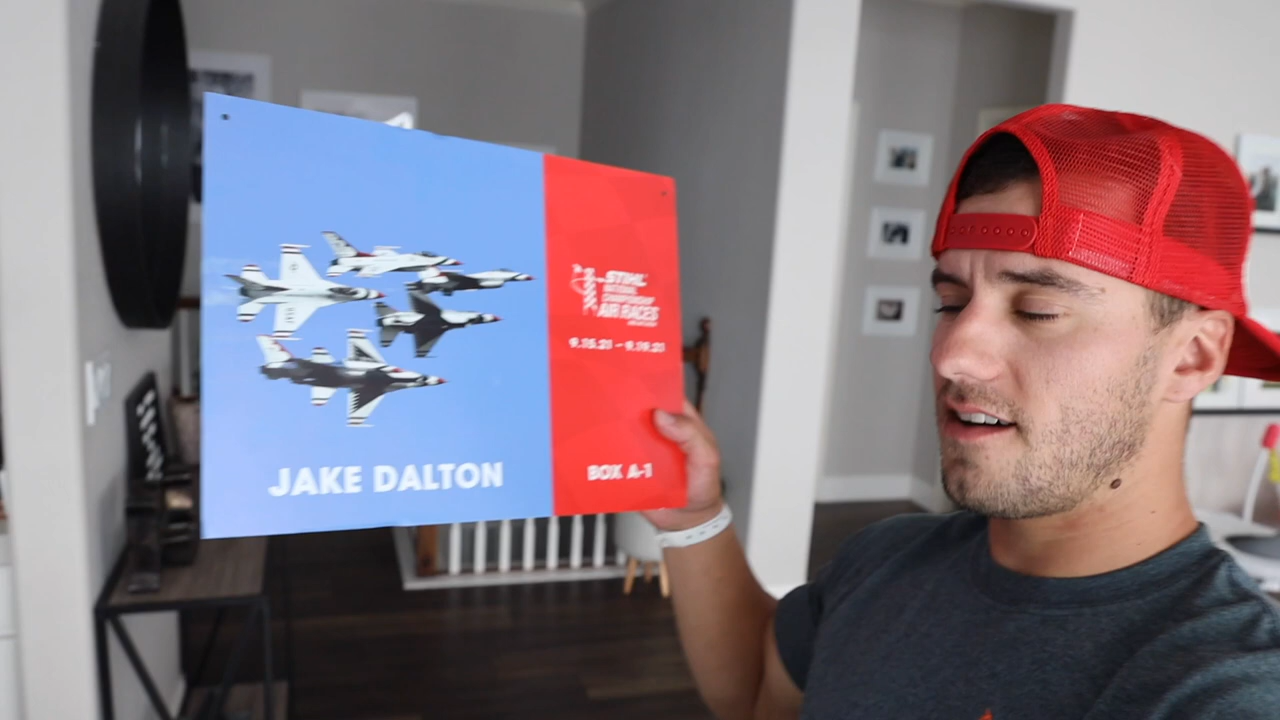 JAKE DALTON
STIHL
NATIONAL
CHAMPIONSHIP
AIR RACES
9.15.21 - 9.19.21
BOX A-1